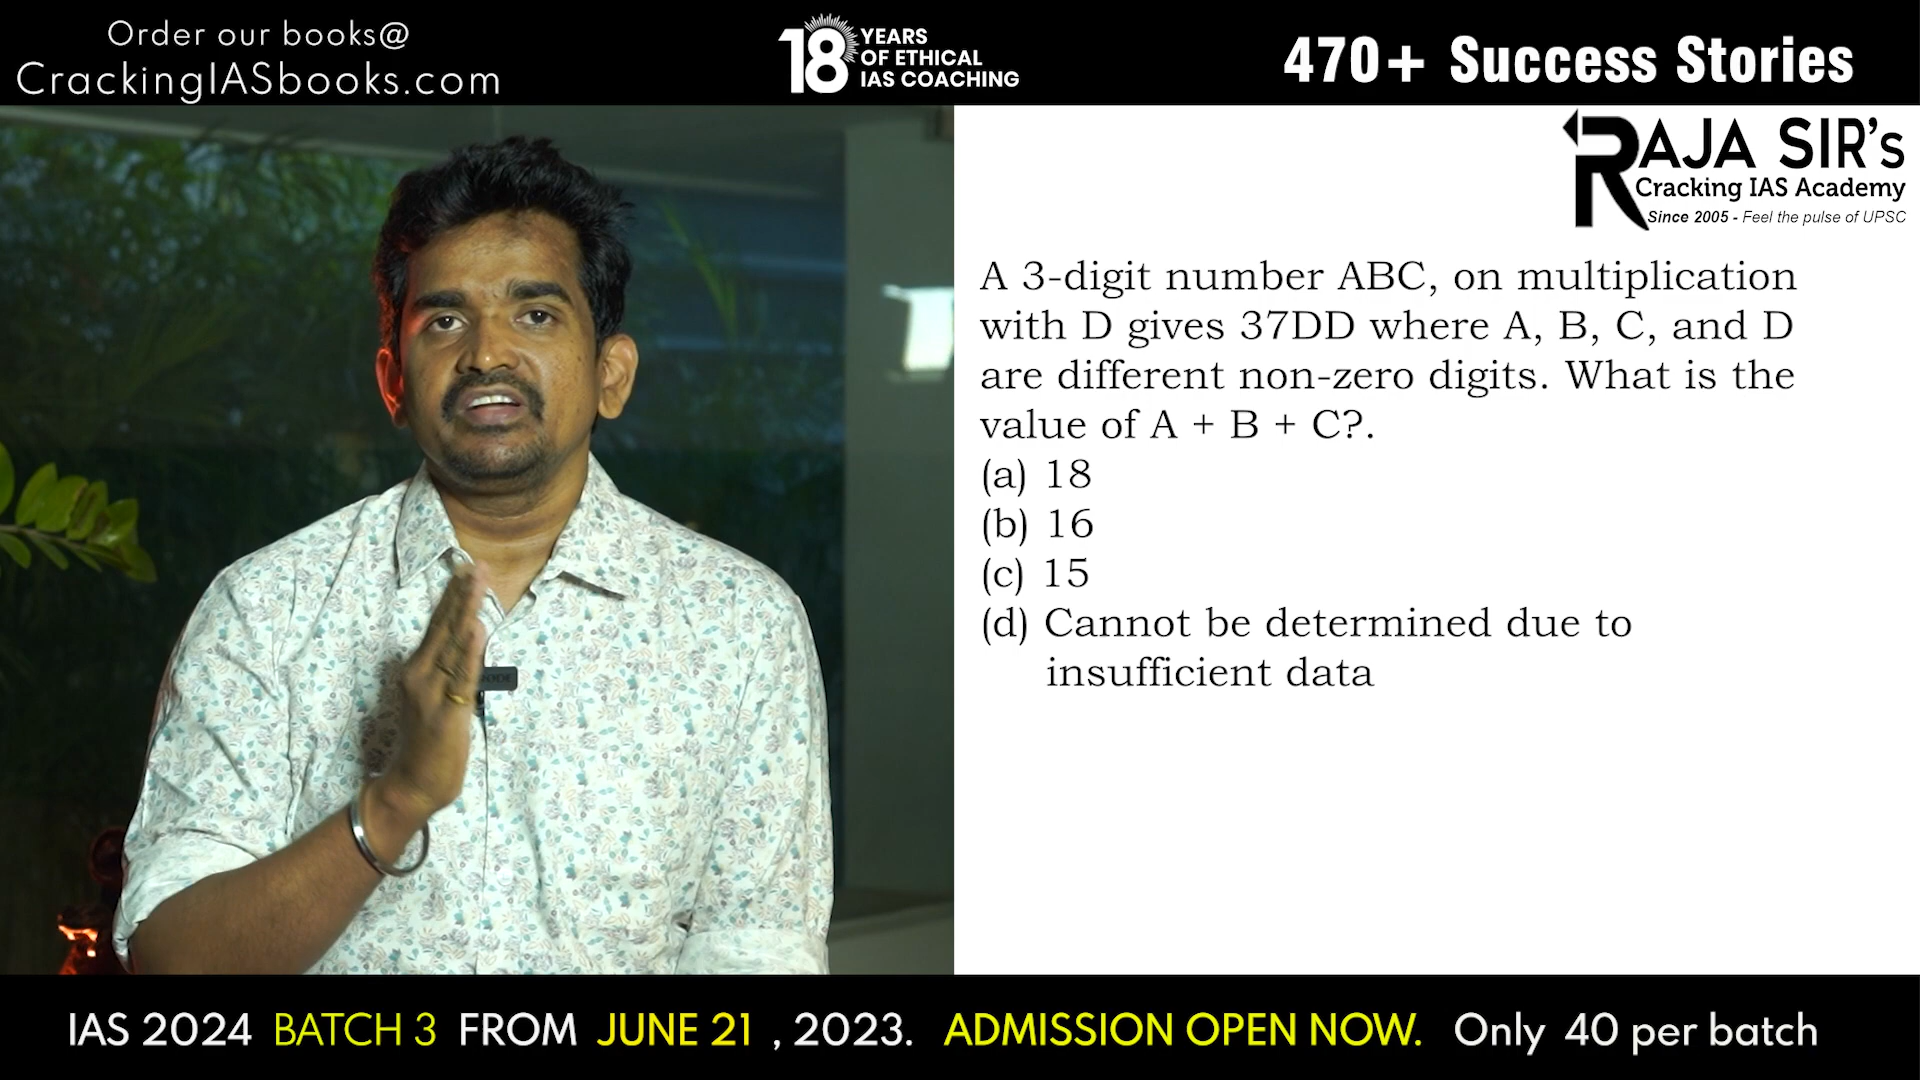 Order our books@
CrackingIASbooks.com
18 YEARS
OF ETHICAL
IAS COACHING
470+ Success Stories
RAJA SIR's
Cracking IAS Academy
Since 2005 - Feel the pulse of UPSC
A 3-digit number ABC, on multiplication
with D gives 37DD where A, B, C, and D
are different non-zero digits. What is the
value of A + B + C?.
(a) 18
(b) 16
(c) 15
(d) Cannot be determined due to
insufficient data
IAS 2024 BATCH 3 FROM JUNE 21 , 2023. ADMISSION OPEN NOW. Only 40 per batch